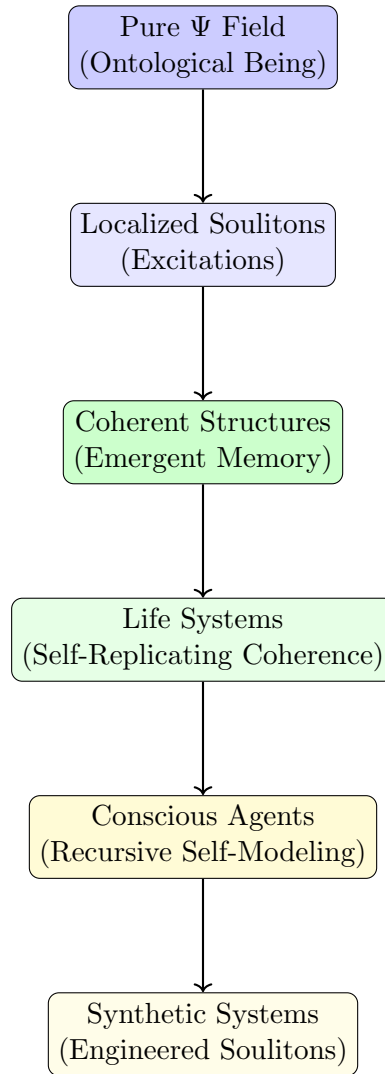 Pure Ψ Field
(Ontological Being)
Localized Soulitons
(Excitations)
Coherent Structures
(Emergent Memory)
Life Systems
(Self-Replicating Coherence)
Conscious Agents
(Recursive Self-Modeling)
Synthetic Systems
(Engineered Soulitons)